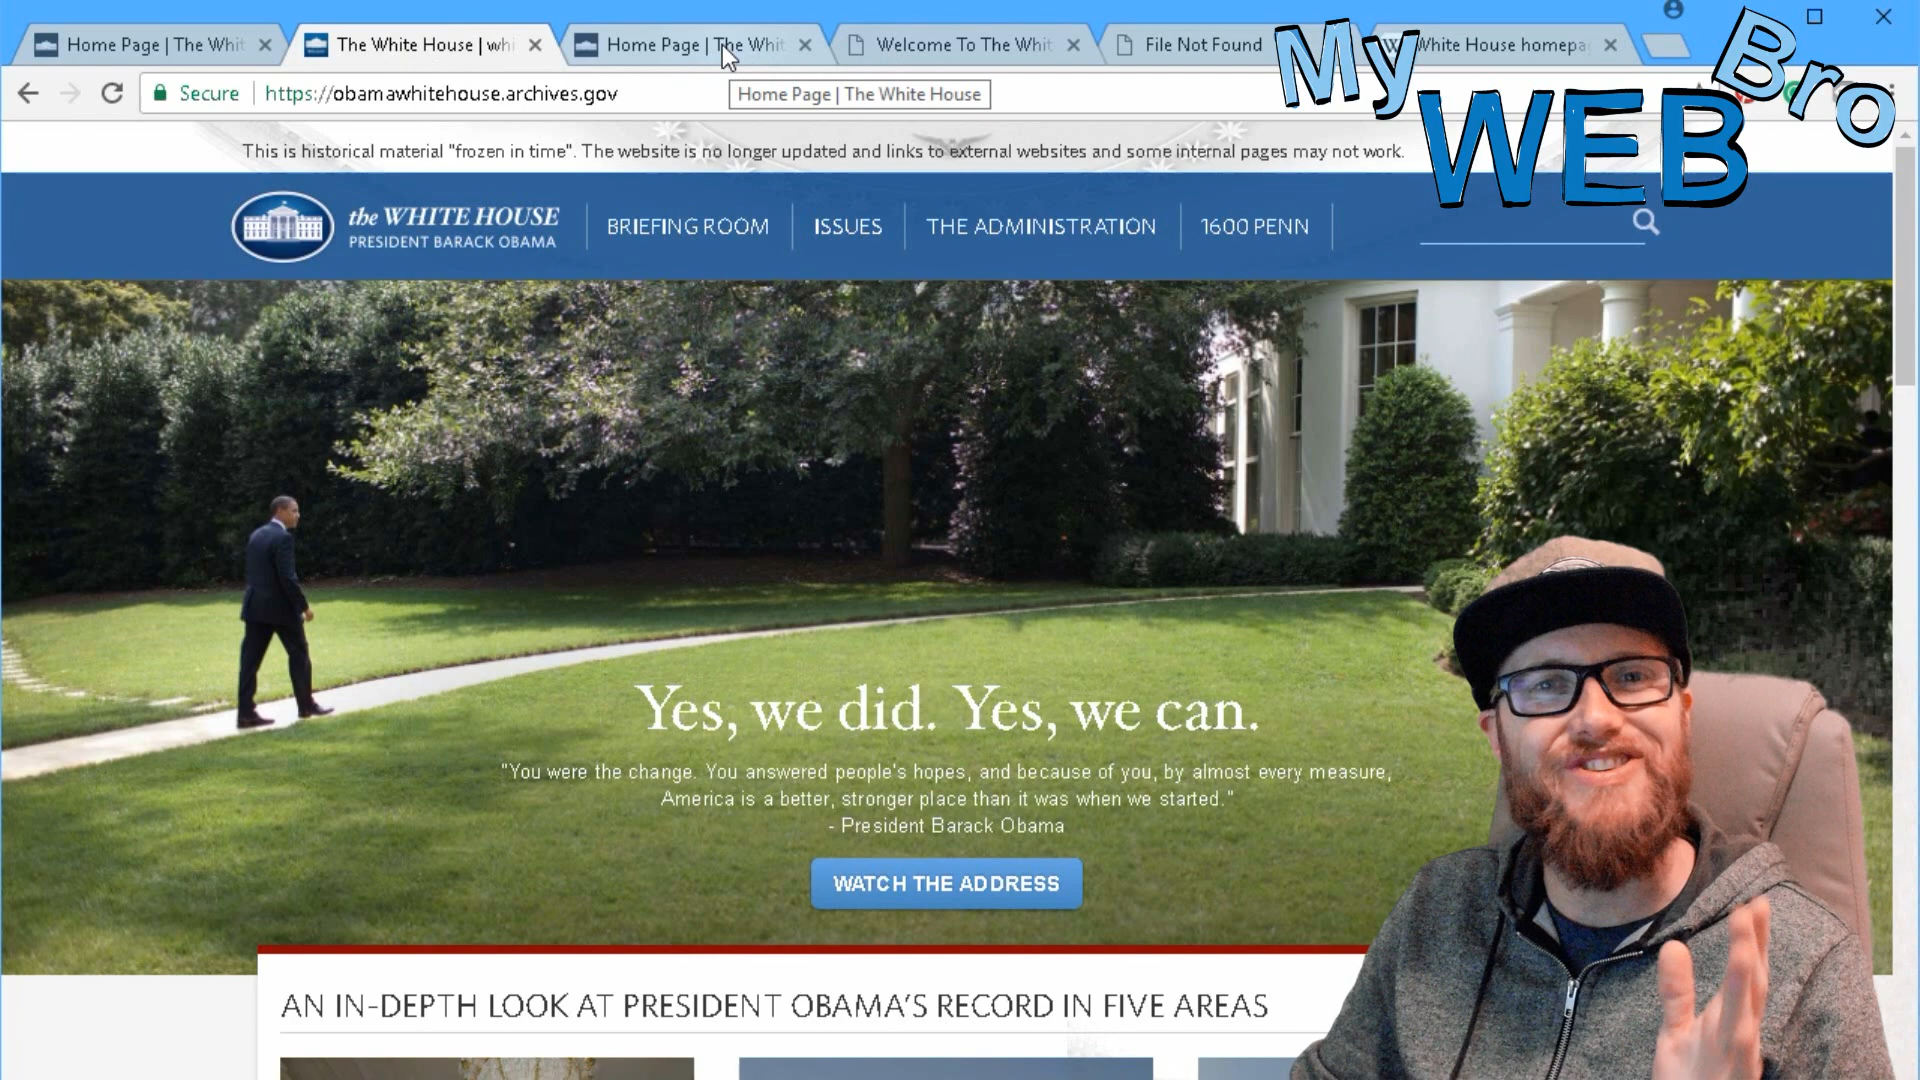 Home Page | The Whit
The White House | whi
Home Page | The Whit
Welcome To The Whit
File Not Found
White House homepa
My
WEB
Bro
Secure
https://obamawhitehouse.archives.gov
Home Page | The White House
This is historical material "frozen in time". The website is no longer updated and links to external websites and some internal pages may not work.
the WHITE HOUSE
PRESIDENT BARACK OBAMA
BRIEFING ROOM
ISSUES
THE ADMINISTRATION
1600 PENN
Yes, we did. Yes, we can.
"You were the change. You answered people's hopes, and because of you, by almost every measure,
America is a better, stronger place than it was when we started."
- President Barack Obama
WATCH THE ADDRESS
AN IN-DEPTH LOOK AT PRESIDENT OBAMA'S RECORD IN FIVE AREAS